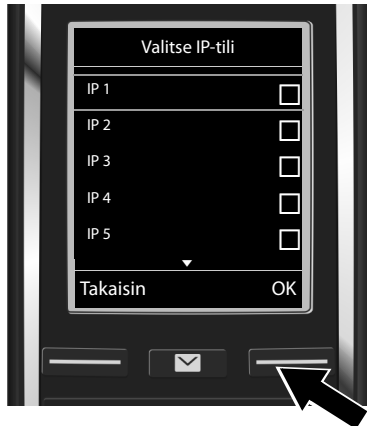 Valitse IP-tili
IP 1
IP 2
IP 3
IP 4
IP 5
Takaisin OK